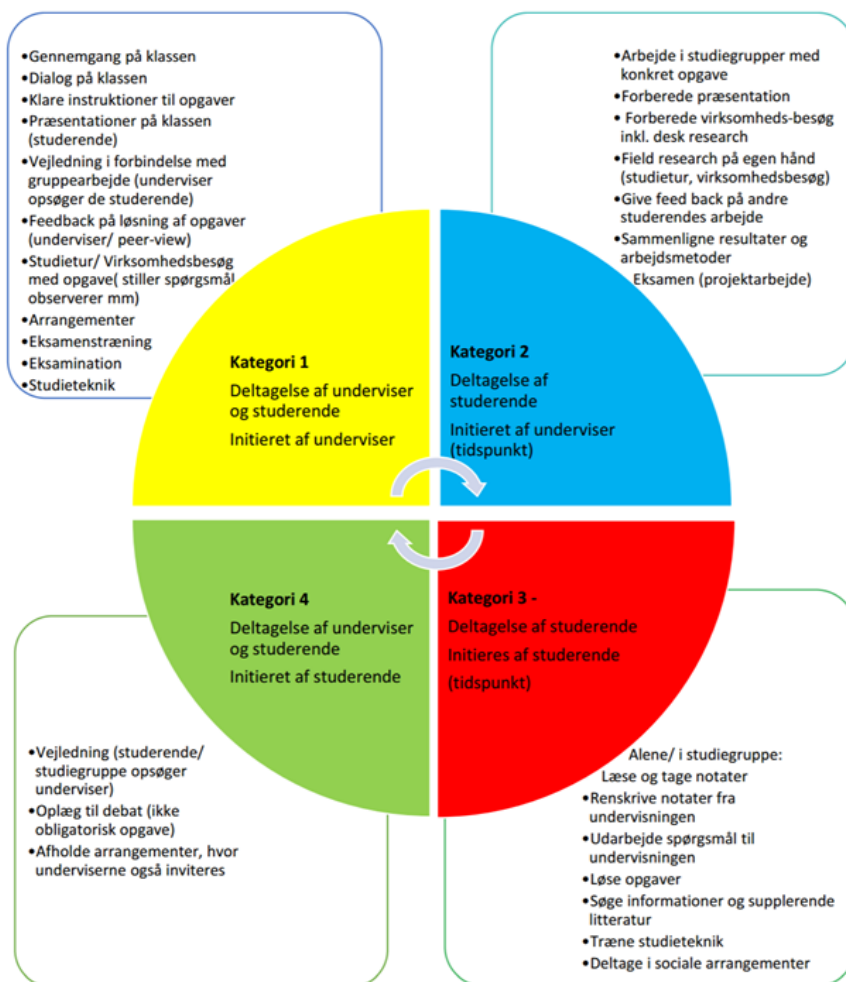 •Gennemgang på klassen
•Dialog på klassen
•Klare instruktioner til opgaver
•Præsentationer på klassen
(studerende)
•Vejledning i forbindelse med
gruppearbejde (underviser
opsøger de studerende)
•Feedback på løsning af opgaver
(underviser/ peer-view)
•Studietur/ Virksomhedsbesøg
med opgave( stiller spørgsmål
observerer mm)
•Arrangementer
•Eksamenstræning
•Eksamination
•Studieteknik
•Arbejde i studiegrupper med
konkret opgave
•Forberede præsentation
• Forberede virksomheds-besøg
inkl. desk research
•Field research på egen hånd
(studietur, virksomhedsbesøg)
•Give feed back på andre
studerendes arbejde
•Sammenligne resultater og
arbejdsmetoder
Eksamen (projektarbejde)
Kategori 1
Deltagelse af underviser
og studerende
Initieret af underviser
Kategori 2
Deltagelse af
studerende
Initieret af underviser
(tidspunkt)
Kategori 4
Deltagelse af underviser
og studerende
Initieret af studerende
Kategori 3 -
Deltagelse af studerende
Initieres af studerende
(tidspunkt)
•Vejledning (studerende/
studiegruppe opsøger
underviser)
•Oplæg til debat (ikke
obligatorisk opgave)
•Afholde arrangementer, hvor
underviserne også inviteres
Alene/ i studiegruppe:
Læse og tage notater
•Renskrive notater fra
undervisningen
•Udarbejde spørgsmål til
undervisningen
•Løse opgaver
•Søge informationer og supplerende
litteratur
•Træne studieteknik
•Deltage i sociale arrangementer